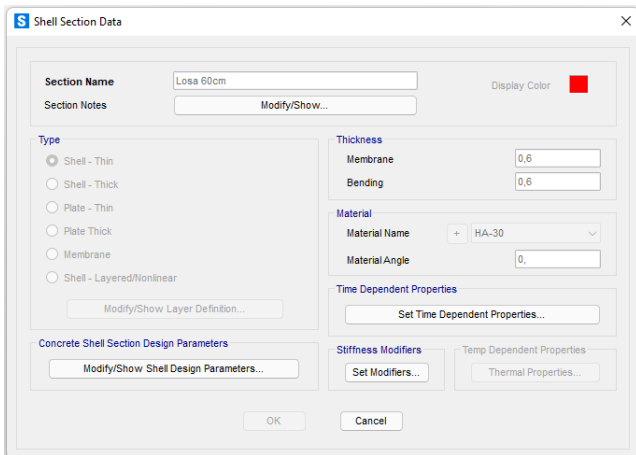 S Shell Section Data
Section Name Losa 60cm Display Color
Section Notes Modify/Show...
Type
Shell - Thin
Shell - Thick
Plate - Thin
Plate Thick
Membrane
Shell - Layered/Nonlinear
Modify/Show Layer Definition...
Thickness
Membrane 0,6
Bending 0,6
Material
Material Name + HA-30
Material Angle 0,
Time Dependent Properties
Set Time Dependent Properties...
Concrete Shell Section Design Parameters
Modify/Show Shell Design Parameters...
Stiffness Modifiers
Set Modifiers...
Temp Dependent Properties
Thermal Properties...
OK Cancel